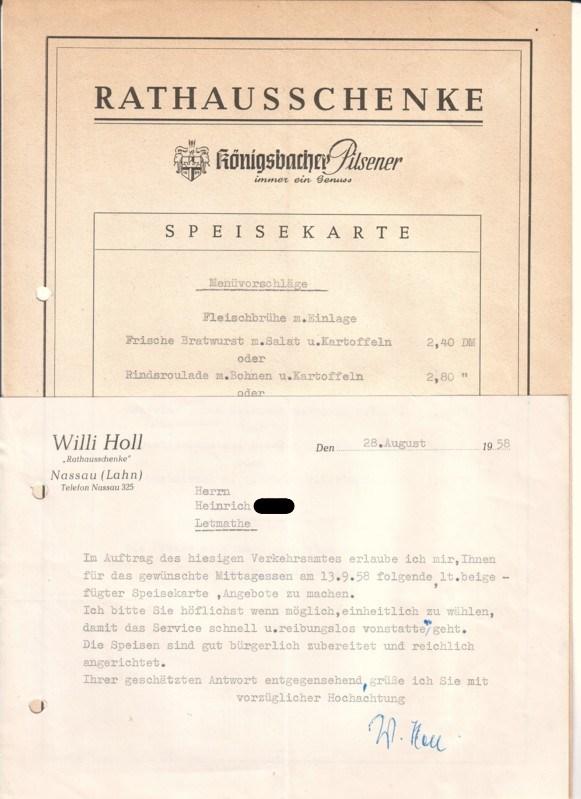 RATHAUSSCHENKE
Königsbacher Pilsener
immer ein Genuss
SPEISEKARTE
Menüvorschläge
Fleischbrühe m.Einlage
Frische Bratwurst m.Salat u.Kartoffeln 2,40 DM
oder
Rindsroulade m.Bohnen u.Kartoffeln 2,80 "
oder
Willi Holl
„Rathausschenke"
Nassau (Lahn)
Telefon Nassau 325
Den 28.August 1958
Herrn
Heinrich
Letmathe
Im Auftrag des hiesigen Verkehrsamtes erlaube ich mir,Ihnen
für das gewünschte Mittagessen am 13.9.58 folgende,lt.beige -
fügter Speisekarte ,Angebote zu machen.
Ich bitte Sie höflichst wenn möglich,einheitlich zu wählen,
damit das Service schnell u.reibungslos vonstatten geht.
Die Speisen sind gut bürgerlich zubereitet und reichlich
angerichtet.
Ihrer geschätzten Antwort entgegensehend,grüße ich Sie mit
vorzüglicher Hochachtung
W. Holl